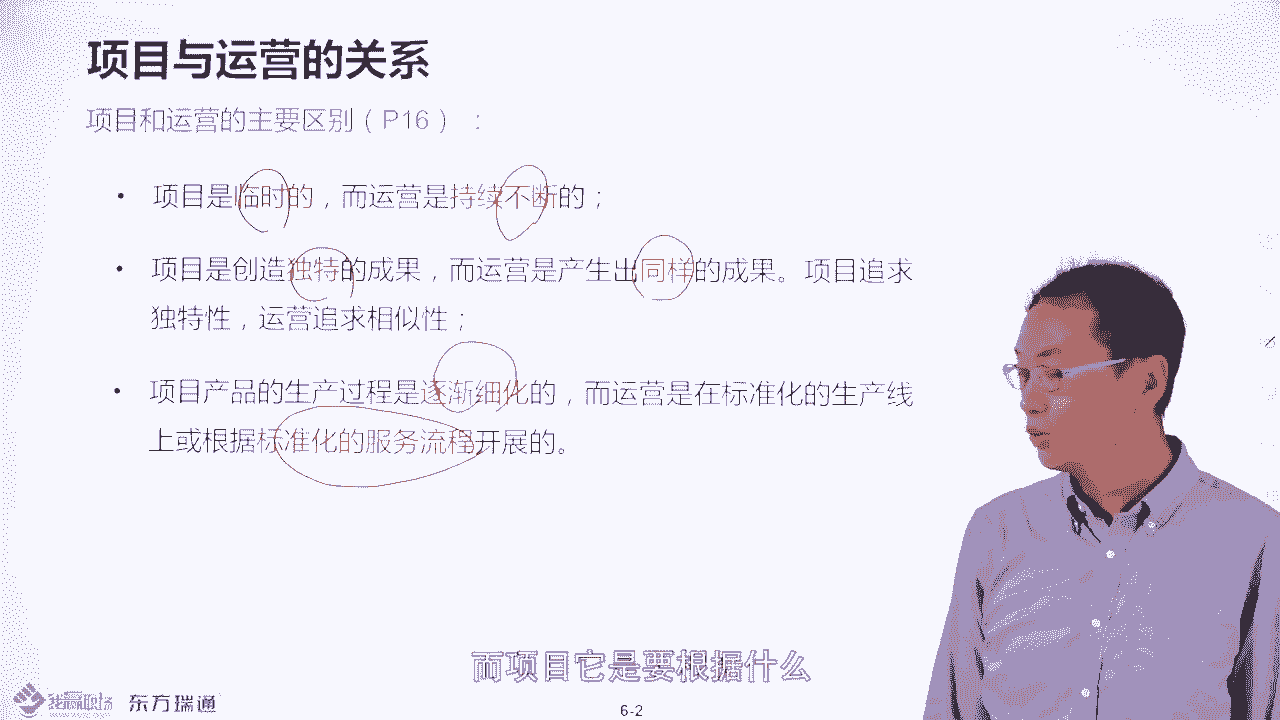 项目与运营的关系
项目和运营的主要区别（P16）：
• 项目是临时的，而运营是持续不断的；
• 项目是创造独特的成果，而运营是产生出同样的成果。项目追求
独特性，运营追求相似性；
• 项目产品的生产过程是逐渐细化的，而运营是在标准化的生产线
上或根据标准化的服务流程开展的。
而项目它是要根据什么
东方瑞通
6-2